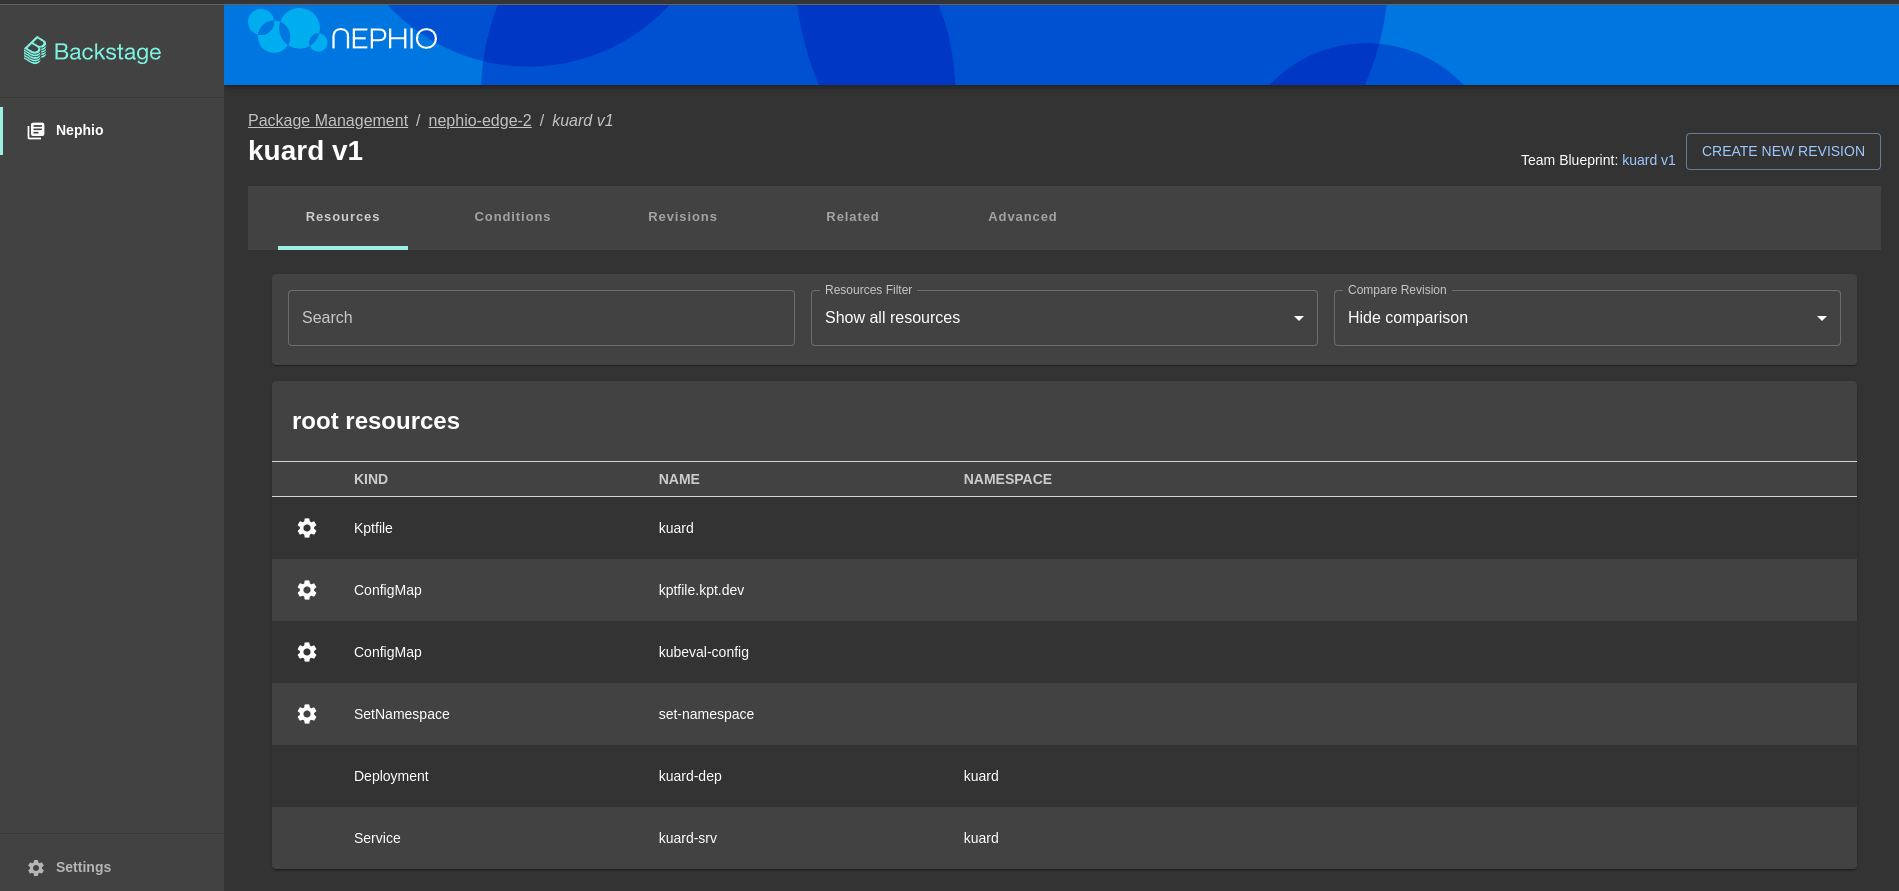 Backstage
NEPHIO
Nephio
Package Management / nephio-edge-2 / kuard v1
kuard v1
Team Blueprint: kuard v1
CREATE NEW REVISION
Resources Conditions Revisions Related Advanced
Search
Resources Filter
Show all resources
Compare Revision
Hide comparison
root resources
KIND NAME NAMESPACE
Kptfile kuard
ConfigMap kptfile.kpt.dev
ConfigMap kubeval-config
SetNamespace set-namespace
Deployment kuard-dep kuard
Service kuard-srv kuard
Settings